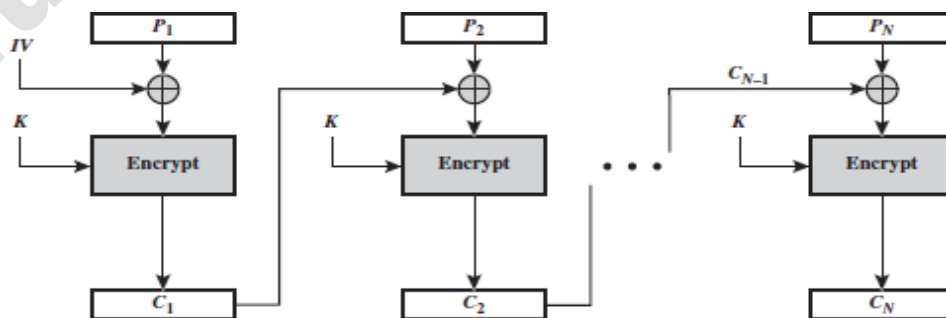 P1 P2 PN
IV
CN–1
K K K
Encrypt Encrypt Encrypt
• • •
C1 C2 CN